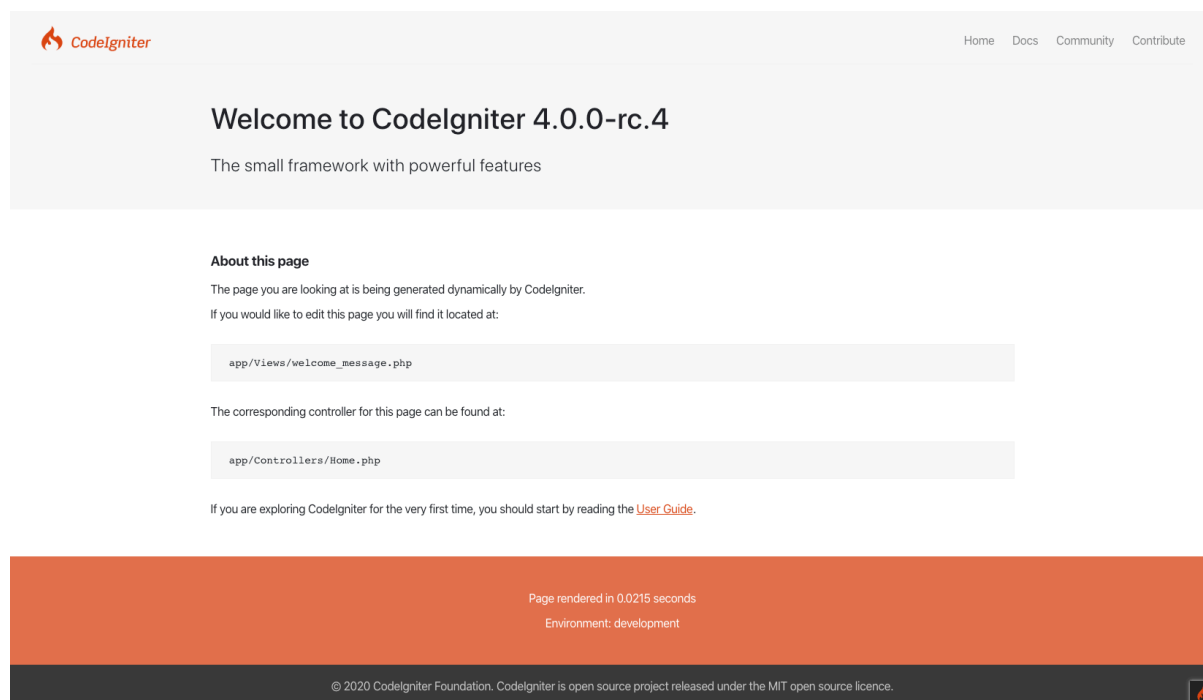 CodeIgniter
Home Docs Community Contribute
Welcome to CodeIgniter 4.0.0-rc.4
The small framework with powerful features
About this page
The page you are looking at is being generated dynamically by CodeIgniter.
If you would like to edit this page you will find it located at:
app/Views/welcome_message.php
The corresponding controller for this page can be found at:
app/Controllers/Home.php
If you are exploring CodeIgniter for the very first time, you should start by reading the User Guide.
Page rendered in 0.0215 seconds
Environment: development
© 2020 CodeIgniter Foundation. CodeIgniter is open source project released under the MIT open source licence.